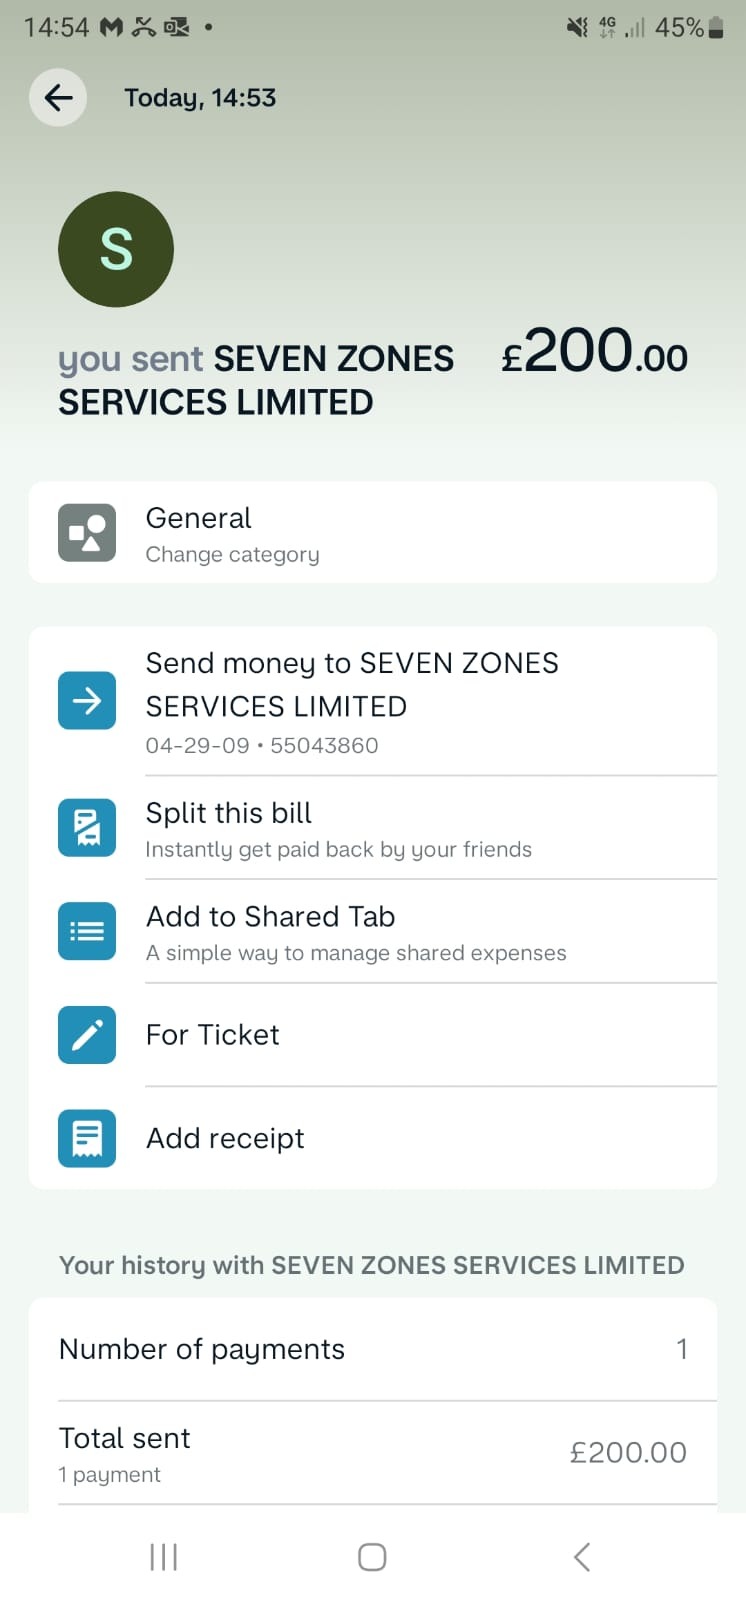 14:54
4G 45%
Today, 14:53
S
you sent SEVEN ZONES £200.00
SERVICES LIMITED
General
Change category
Send money to SEVEN ZONES
SERVICES LIMITED
04-29-09 • 55043860
Split this bill
Instantly get paid back by your friends
Add to Shared Tab
A simple way to manage shared expenses
For Ticket
Add receipt
Your history with SEVEN ZONES SERVICES LIMITED
Number of payments 1
Total sent £200.00
1 payment